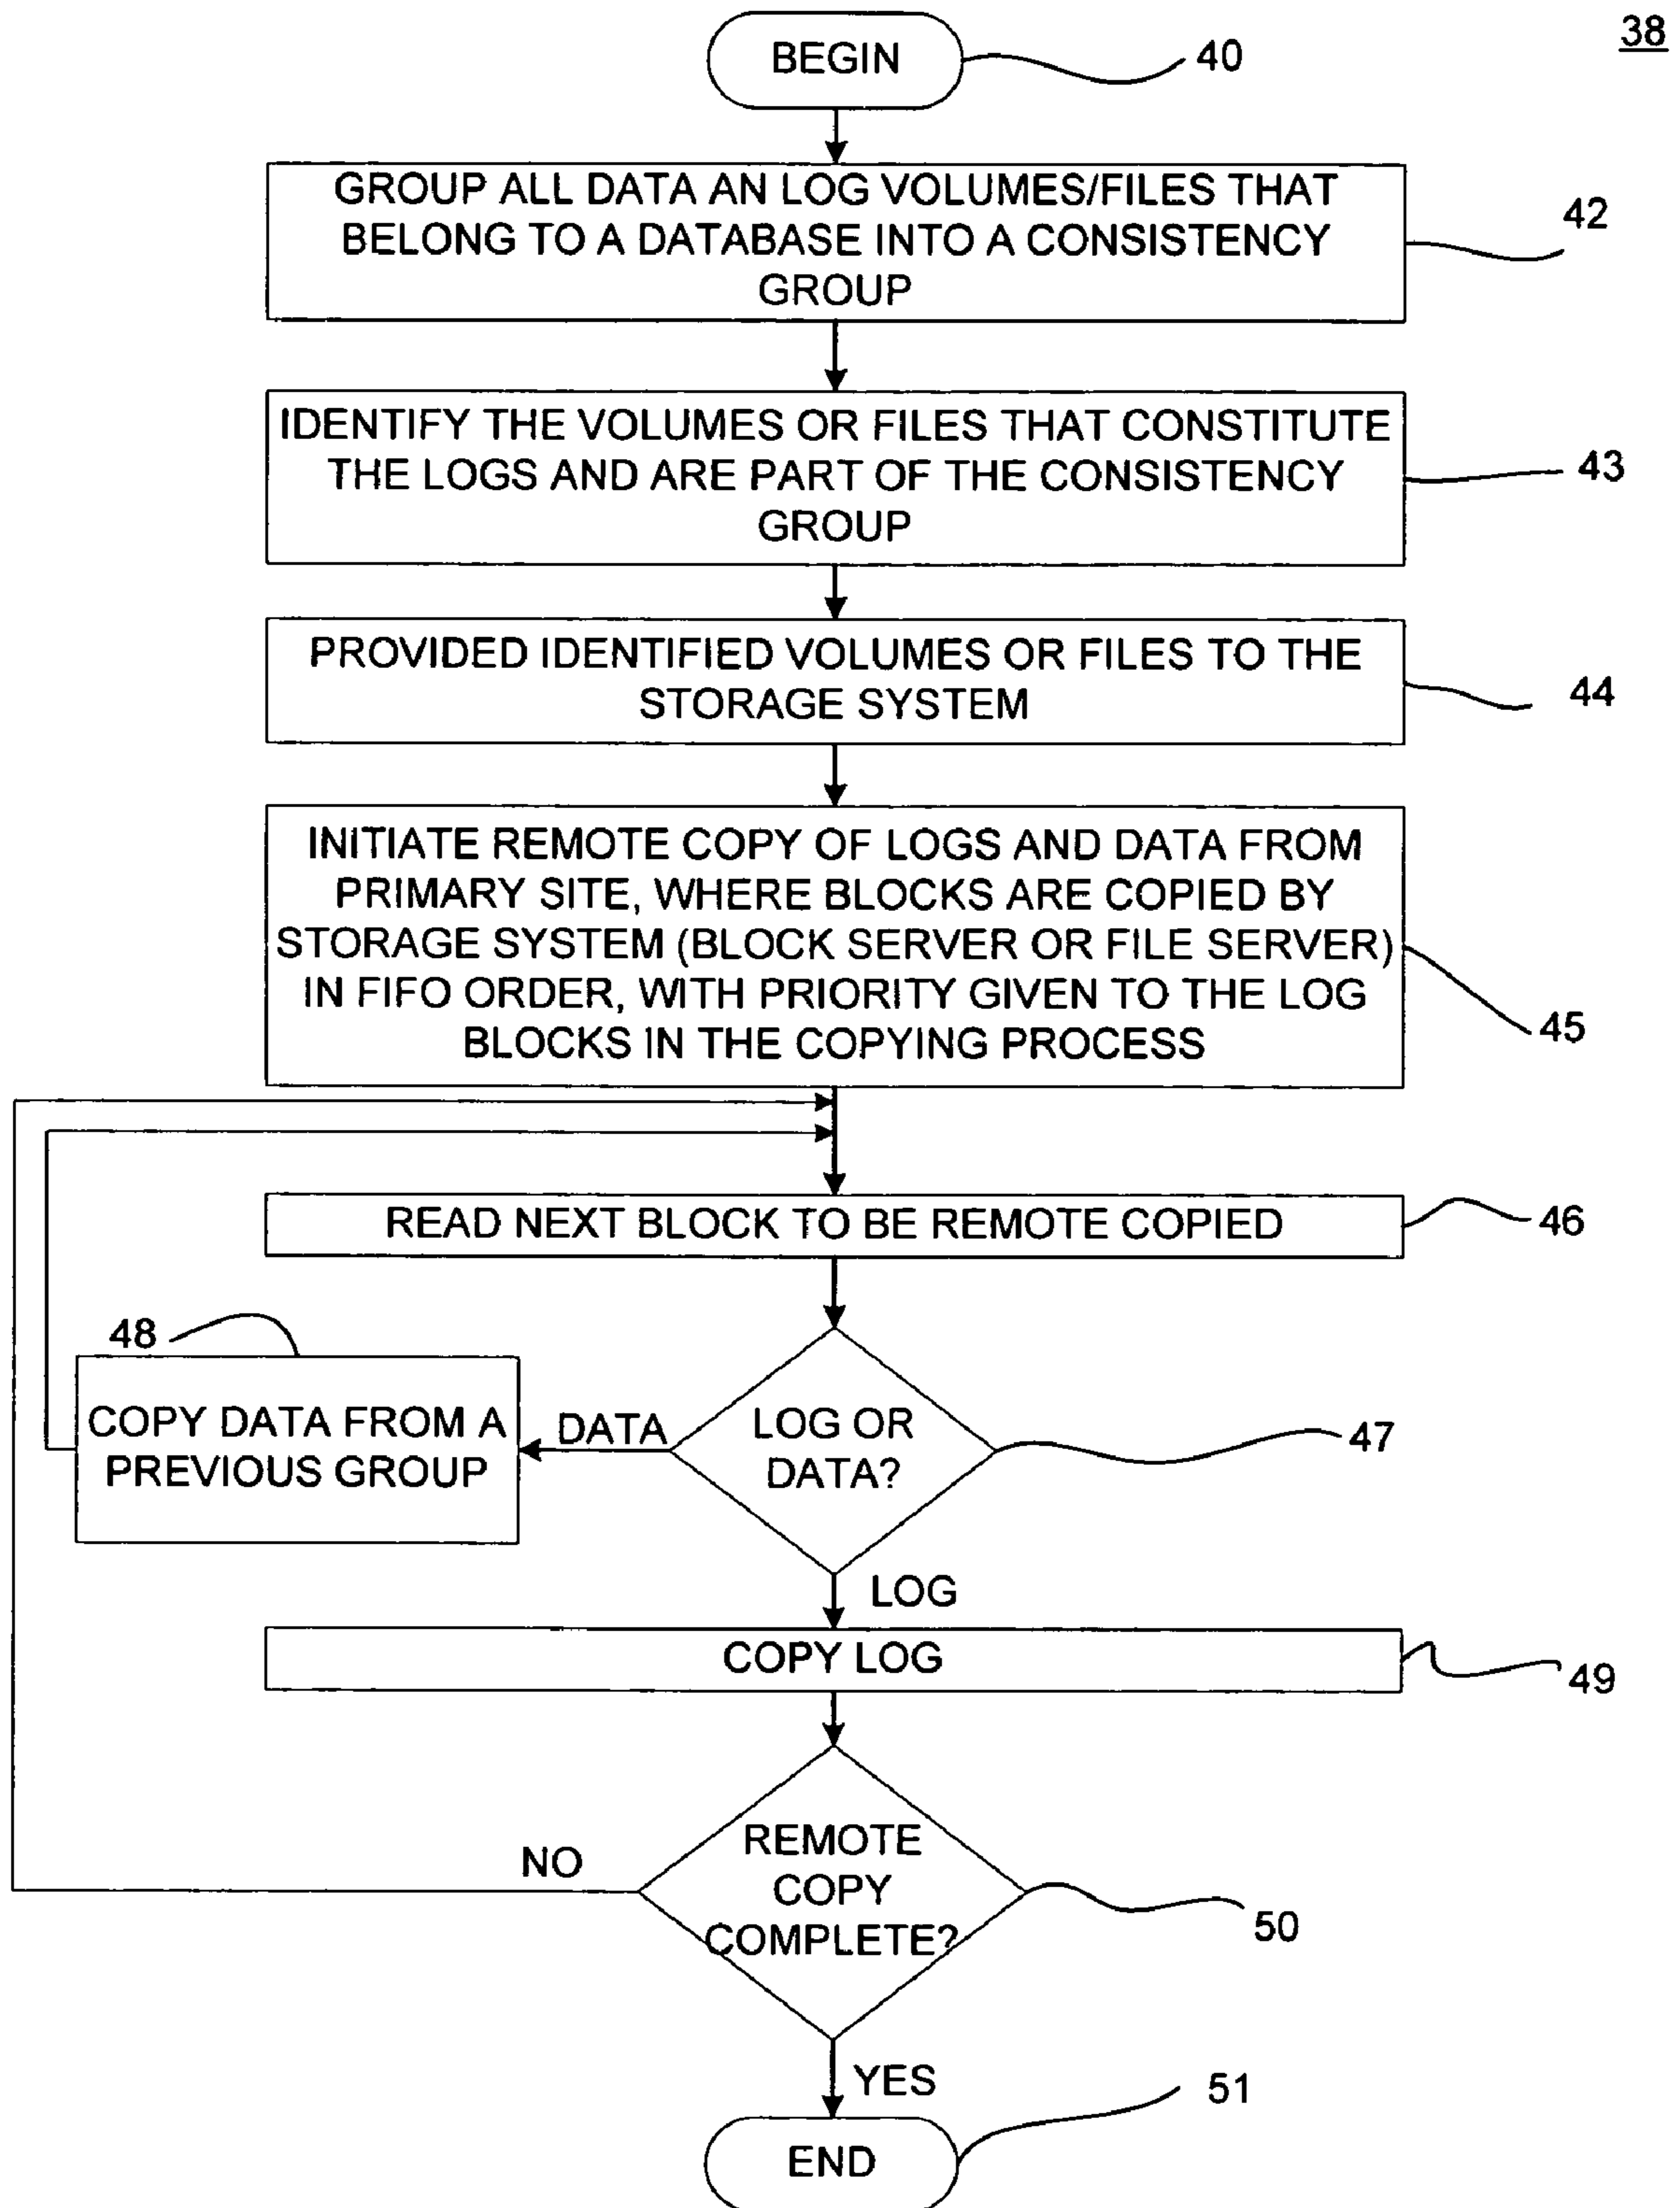 38
BEGIN
40
GROUP ALL DATA AN LOG VOLUMES/FILES THAT
BELONG TO A DATABASE INTO A CONSISTENCY
GROUP
42
IDENTIFY THE VOLUMES OR FILES THAT CONSTITUTE
THE LOGS AND ARE PART OF THE CONSISTENCY
GROUP
43
PROVIDED IDENTIFIED VOLUMES OR FILES TO THE
STORAGE SYSTEM
44
INITIATE REMOTE COPY OF LOGS AND DATA FROM
PRIMARY SITE, WHERE BLOCKS ARE COPIED BY
STORAGE SYSTEM (BLOCK SERVER OR FILE SERVER)
IN FIFO ORDER, WITH PRIORITY GIVEN TO THE LOG
BLOCKS IN THE COPYING PROCESS
45
READ NEXT BLOCK TO BE REMOTE COPIED
46
48
COPY DATA FROM A
PREVIOUS GROUP
DATA
LOG OR
DATA?
47
LOG
COPY LOG
49
REMOTE
COPY
COMPLETE?
NO
50
YES
51
END